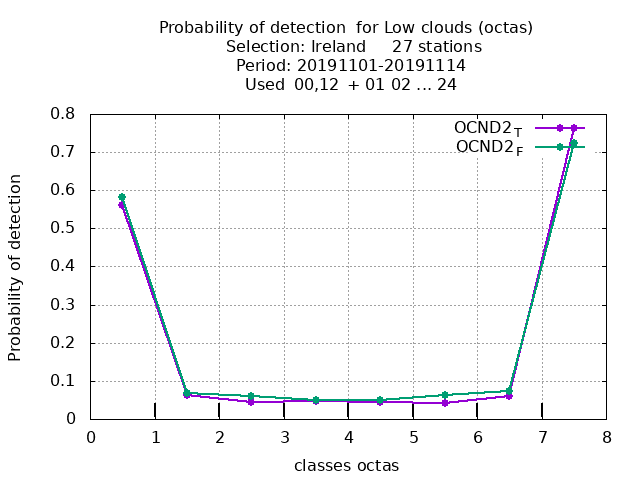 Probability of detection  for Low clouds (octas)
Selection: Ireland     27 stations
Period: 20191101-20191114
Used  00,12  + 01 02 ... 24
OCND2T
OCND2F
Probability of detection
0.8
0.7
0.6
0.5
0.4
0.3
0.2
0.1
0
0 1 2 3 4 5 6 7 8
classes octas